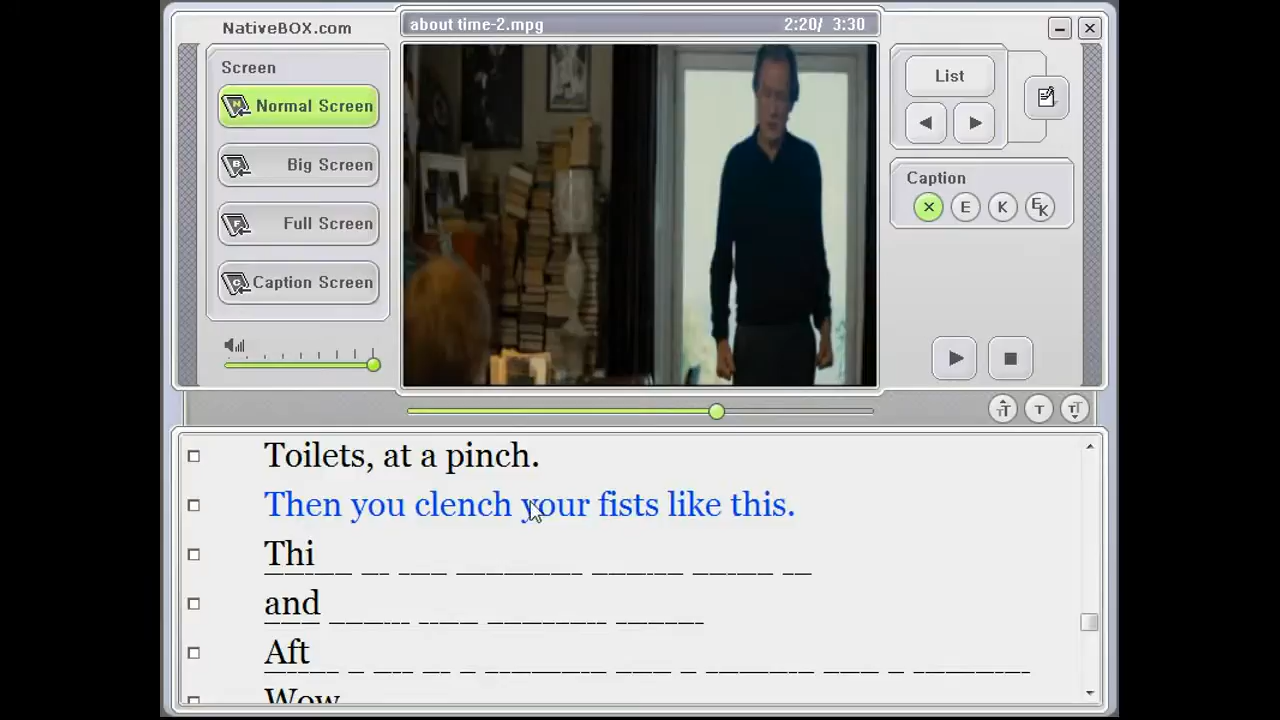 NativeBOX.com
about time-2.mpg 2:20/ 3:30
Screen
Normal Screen
Big Screen
Full Screen
Caption Screen
List
Caption
X E K EK
T T T
Toilets, at a pinch.
Then you clench your fists like this.
Thi
and
Aft
Wow